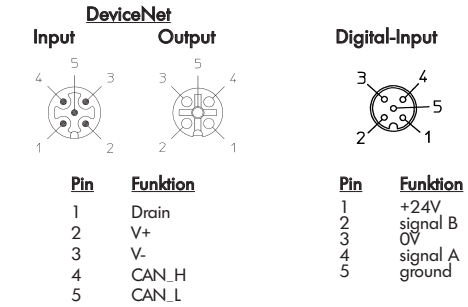 DeviceNet
Input Output
5 5
4 3 3 4
1 2 2 1
Pin Funktion
1 Drain
2 V+
3 V-
4 CAN_H
5 CAN_L
Digital-Input
3 4
5
2 1
Pin Funktion
1 +24V
2 signal B
3 0V
4 signal A
5 ground